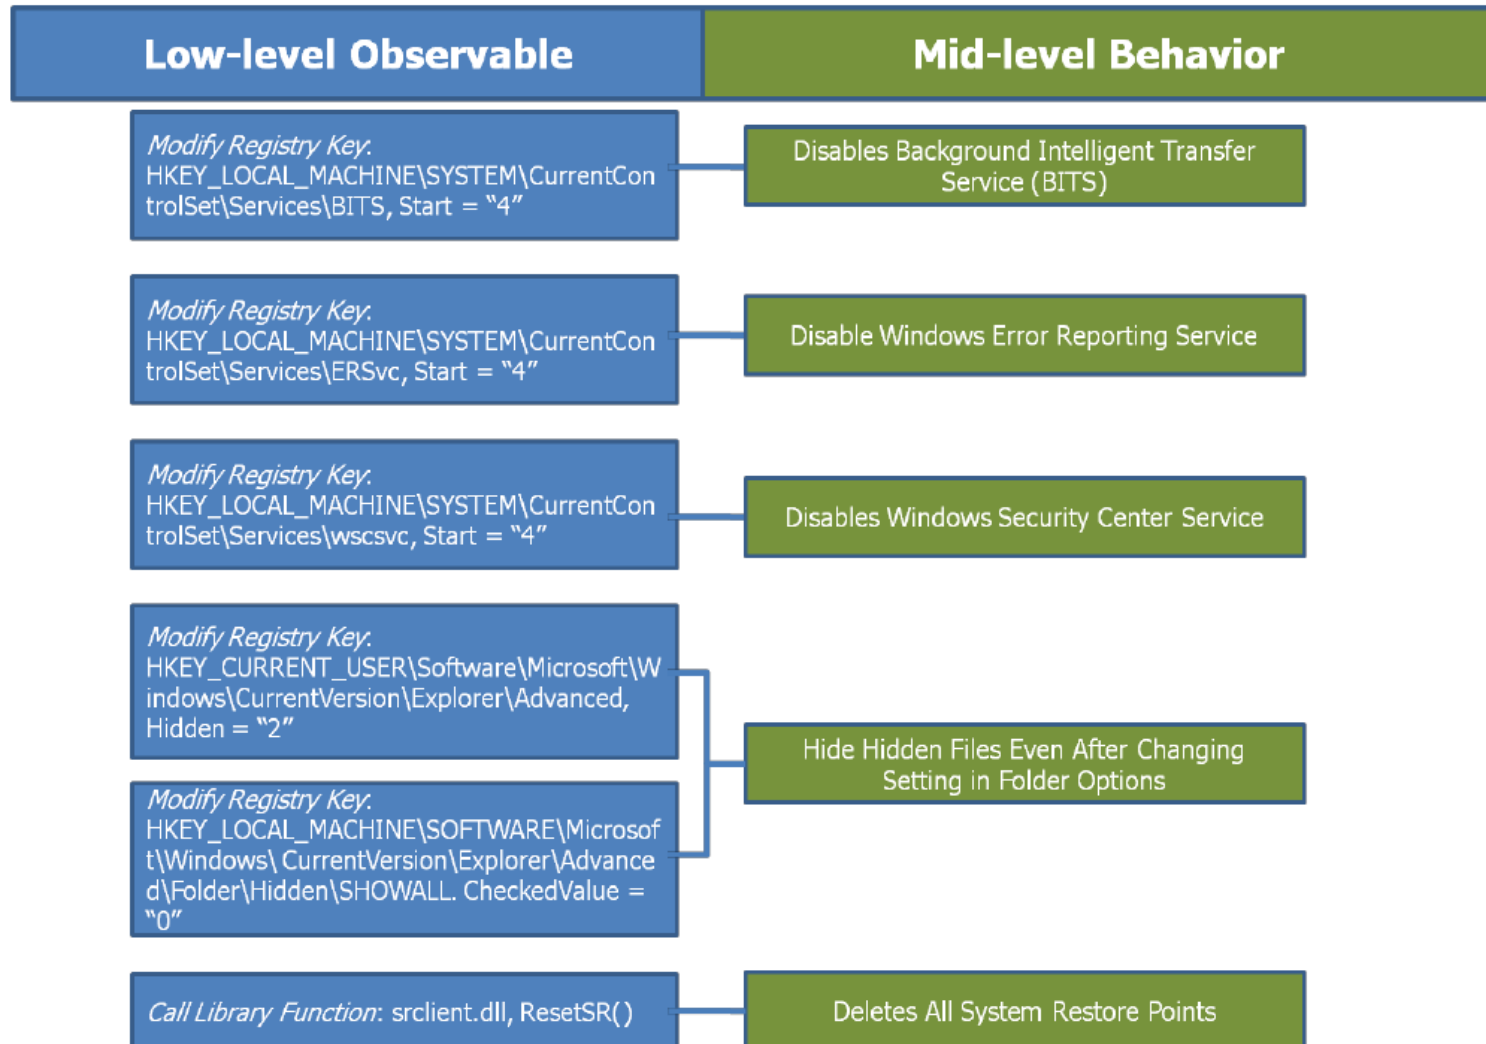 Low-level Observable
Mid-level Behavior
Modify Registry Key:
HKEY_LOCAL_MACHINE\SYSTEM\CurrentCon
trolSet\Services\BITS, Start = “4”
Disables Background Intelligent Transfer
Service (BITS)
Modify Registry Key:
HKEY_LOCAL_MACHINE\SYSTEM\CurrentCon
trolSet\Services\ERSvc, Start = “4”
Disable Windows Error Reporting Service
Modify Registry Key:
HKEY_LOCAL_MACHINE\SYSTEM\CurrentCon
trolSet\Services\wscsvc, Start = “4”
Disables Windows Security Center Service
Modify Registry Key:
HKEY_CURRENT_USER\Software\Microsoft\W
indows\CurrentVersion\Explorer\Advanced,
Hidden = “2”
Modify Registry Key:
HKEY_LOCAL_MACHINE\SOFTWARE\Microsof
t\Windows\ CurrentVersion\Explorer\Advance
d\Folder\Hidden\SHOWALL. CheckedValue =
“0”
Hide Hidden Files Even After Changing
Setting in Folder Options
Call Library Function: srclient.dll, ResetSR()
Deletes All System Restore Points